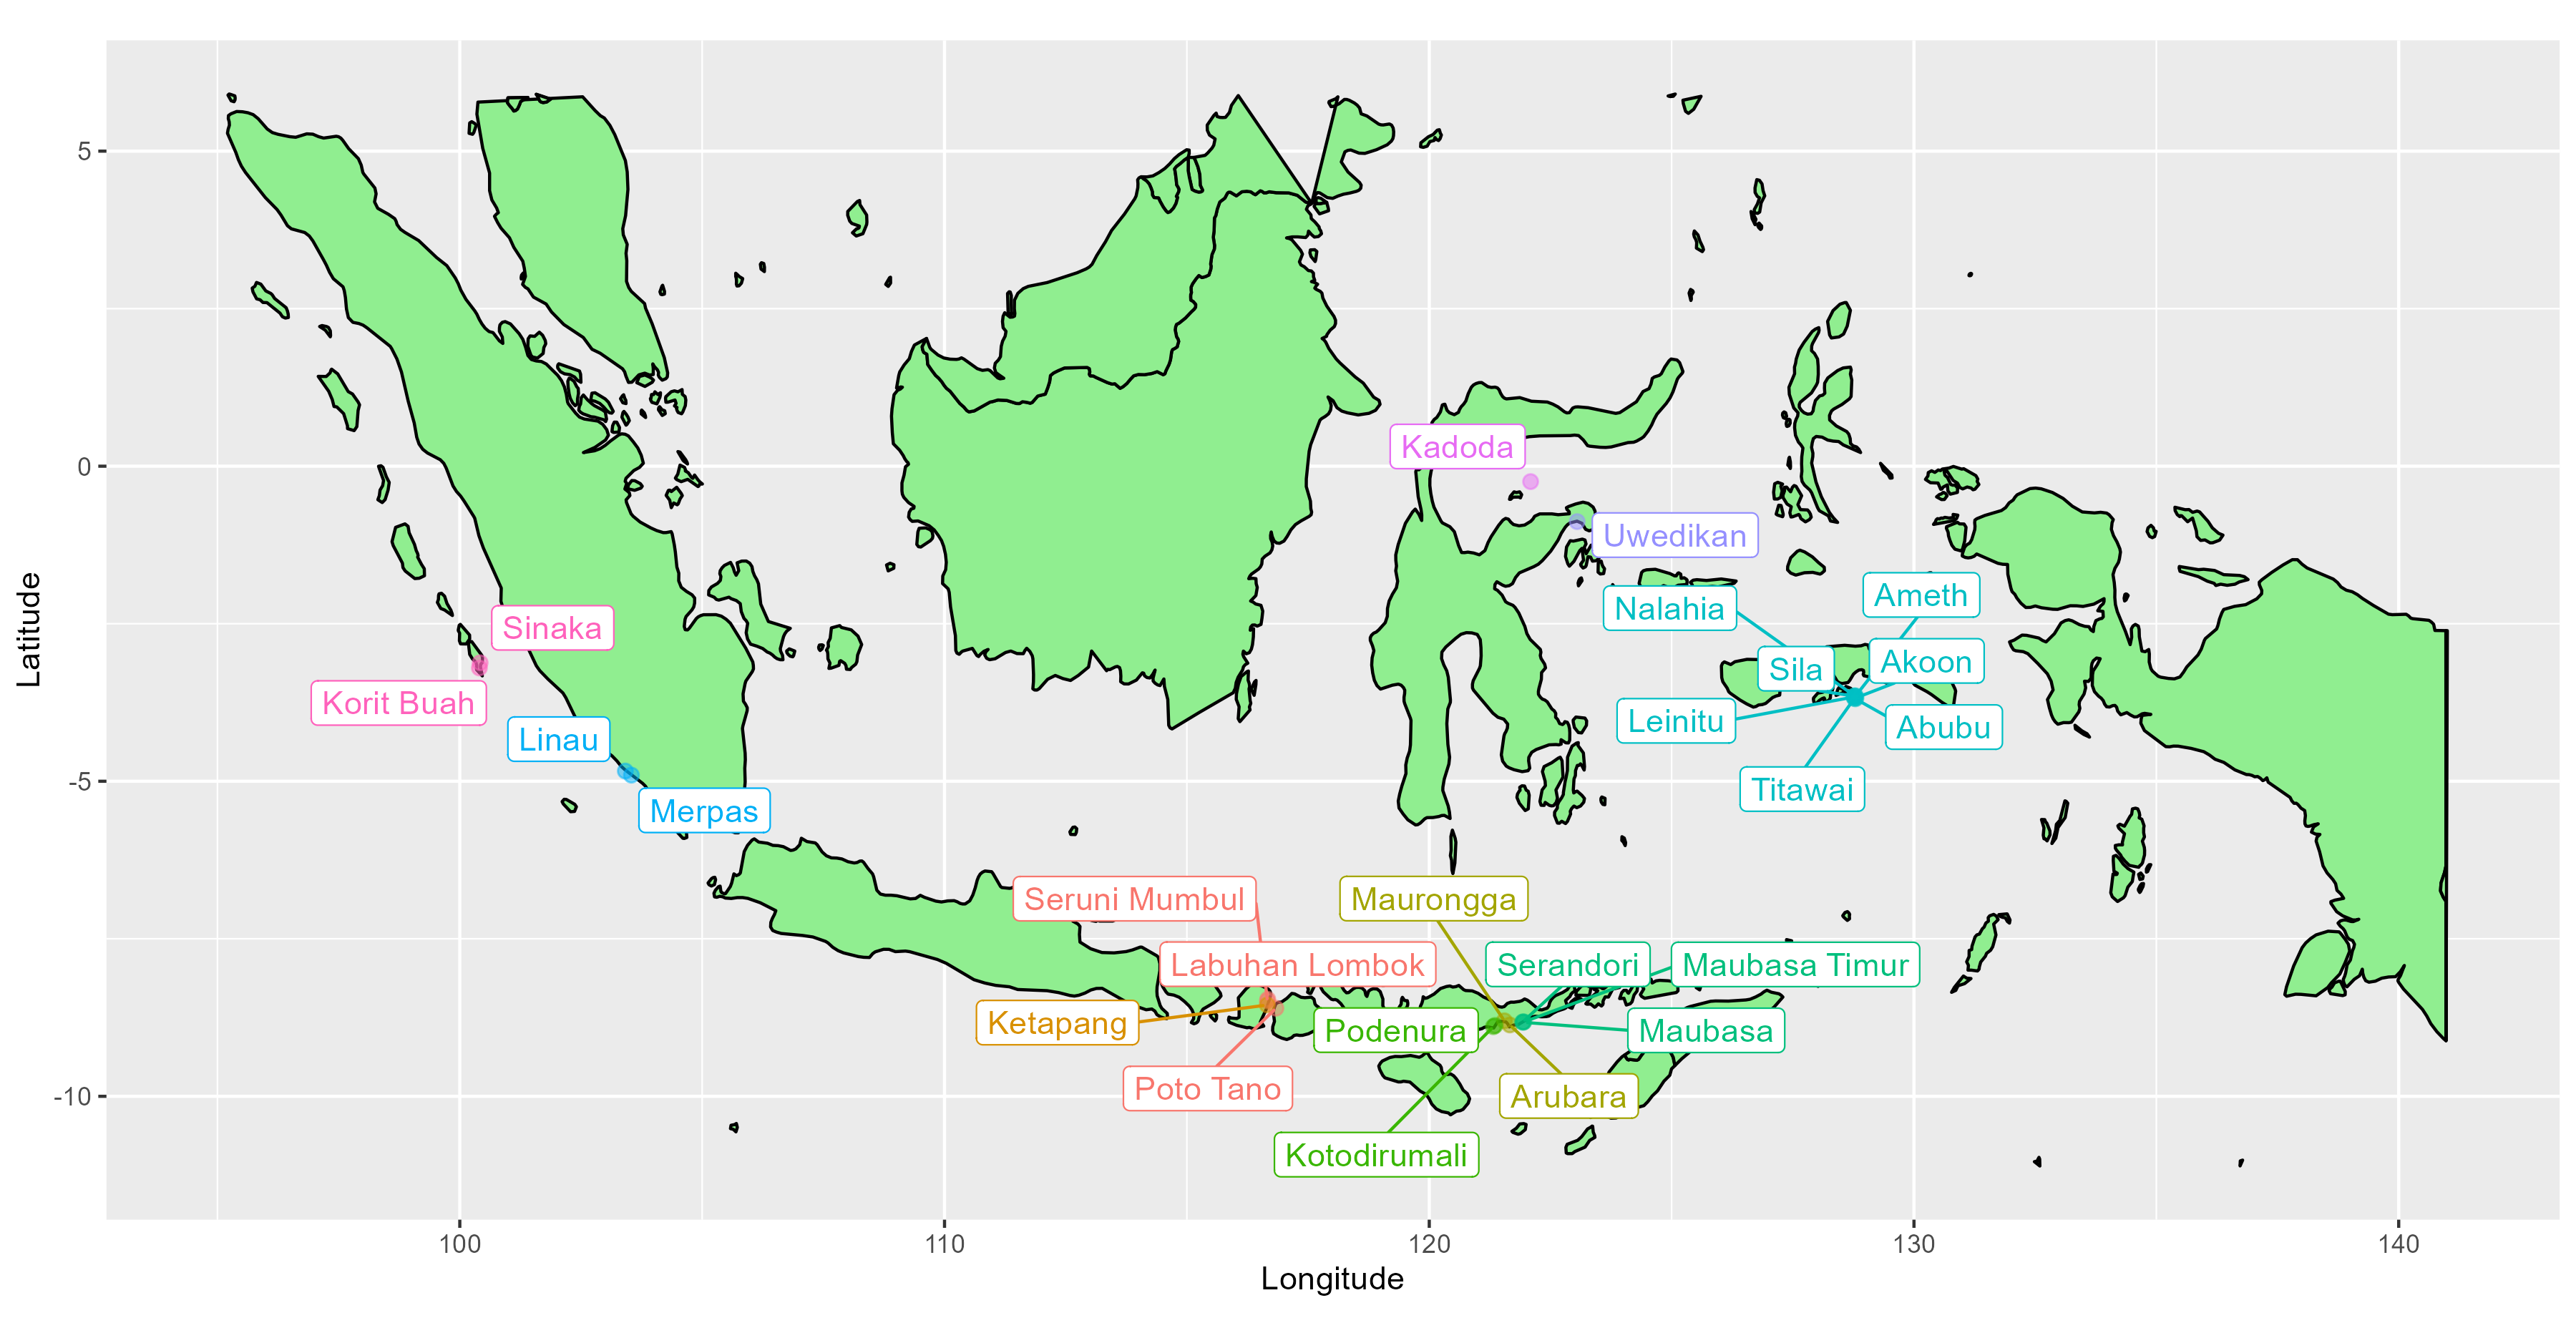 5
0
-5
-10
Latitude
Kadoda
Uwedikan
Ameth
Nalahia
Sinaka
Akoon
Sila
Korit Buah
Leinitu
Abubu
Linau
Titawai
Merpas
Seruni Mumbul
Maurongga
Labuhan Lombok
Serandori
Maubasa Timur
Ketapang
Podenura
Maubasa
Poto Tano
Arubara
Kotodirumali
100
110
120
130
140
Longitude